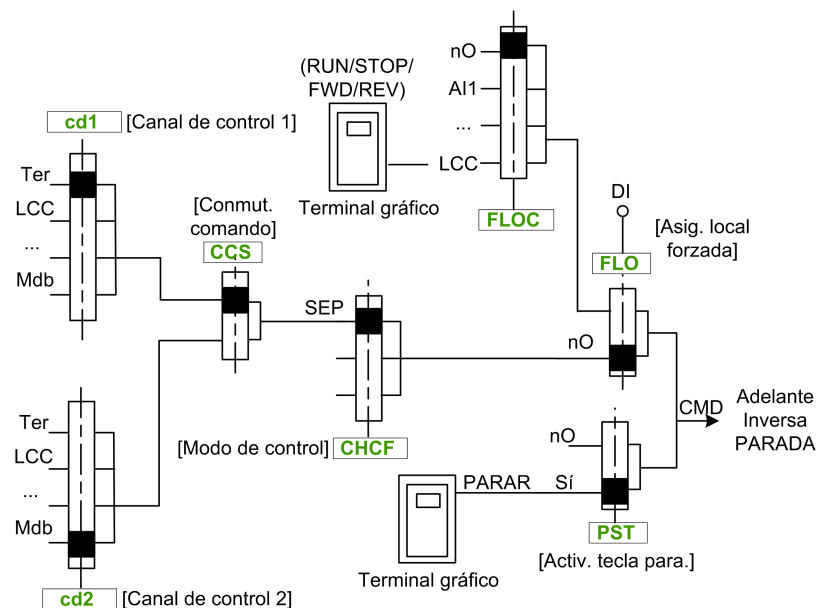 nO
AI1
...
LCC
FLOC
(RUN/STOP/
FWD/REV)
Terminal gráfico
cd1 [Canal de control 1]
Ter
LCC
...
Mdb
[Conmut.
comando]
CCS
DI
[Asig. local
forzada]
FLO
SEP
nO
[Modo de control] CHCF
CMD
Adelante
Inversa
PARADA
Ter
LCC
...
Mdb
cd2 [Canal de control 2]
nO
PARAR Sí
PST
[Activ. tecla para.]
Terminal gráfico